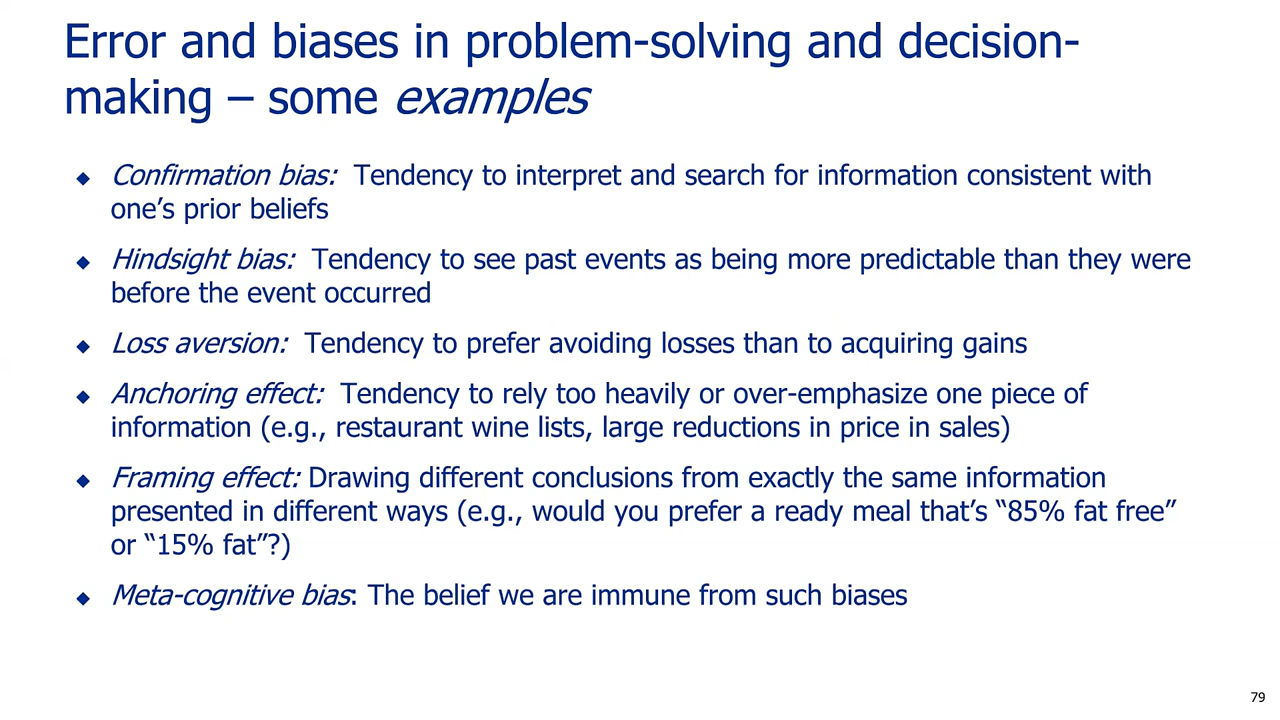 Error and biases in problem-solving and decision-
making – some examples
◆ Confirmation bias: Tendency to interpret and search for information consistent with
one’s prior beliefs
◆ Hindsight bias: Tendency to see past events as being more predictable than they were
before the event occurred
◆ Loss aversion: Tendency to prefer avoiding losses than to acquiring gains
◆ Anchoring effect: Tendency to rely too heavily or over-emphasize one piece of
information (e.g., restaurant wine lists, large reductions in price in sales)
◆ Framing effect: Drawing different conclusions from exactly the same information
presented in different ways (e.g., would you prefer a ready meal that’s “85% fat free”
or “15% fat”?)
◆ Meta-cognitive bias: The belief we are immune from such biases
79